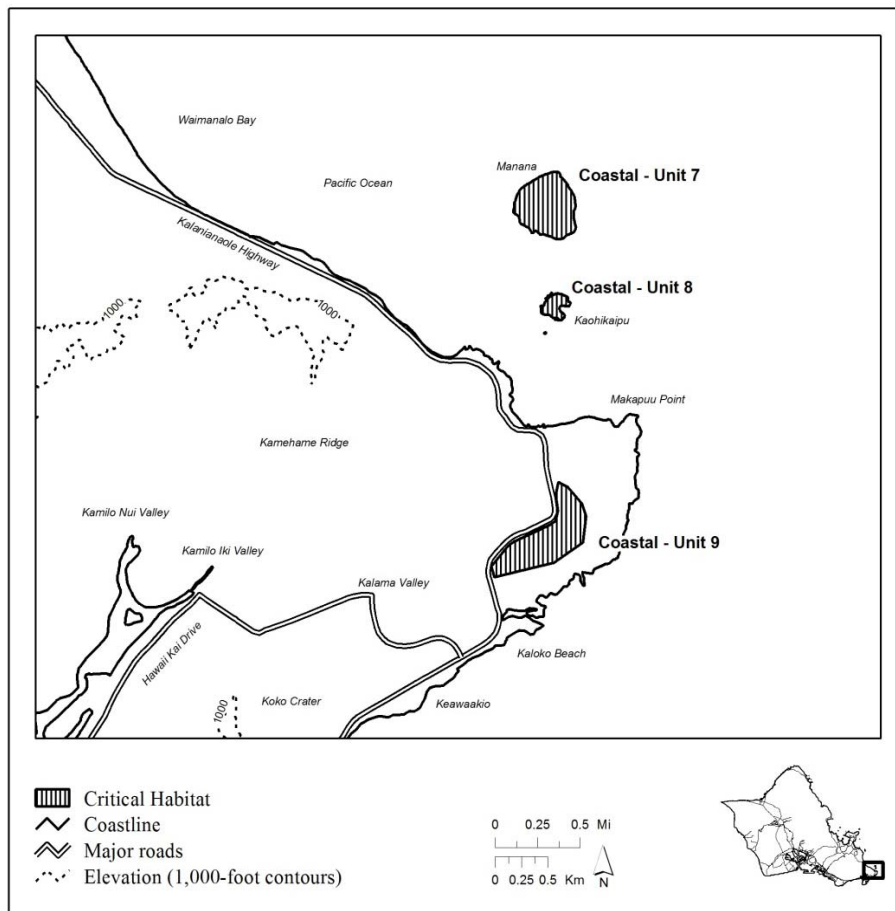 Waimanalo Bay
Manana
Coastal - Unit 7
Pacific Ocean
Kalanianaole Highway
1000
1000
Coastal - Unit 8
Kaohikaipu
Makapuu Point
Kamehame Ridge
Kamilo Nui Valley
Kamilo Iki Valley
Coastal - Unit 9
Kalama Valley
Hawaii Kai Drive
Kaloko Beach
Koko Crater
Keawaakio
1000
Critical Habitat
Coastline
Major roads
Elevation (1,000-foot contours)
0 0.25 0.5 Mi
0 0.25 0.5 Km
N